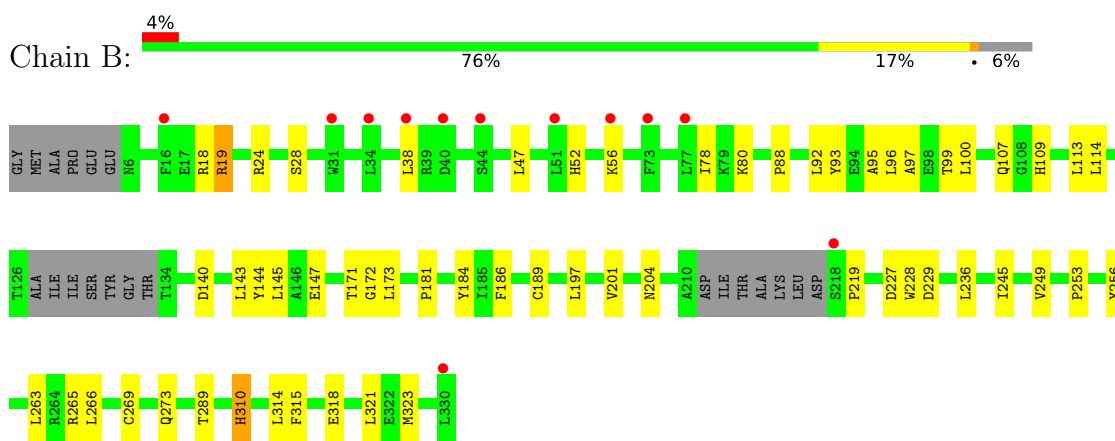 4%
Chain B:
76% 17% • 6%
GLY MET ALA PRO GLU GLU N6 F16 E17 R18 R19 R24 S28 W31 L34 L38 R39 D40 S44 L47 L51 H52 K56 F73 L77 I78 K79 K80 P88 L92 Y93 E94 A95 L96 A97 E98 T99 L100 Q107 G108 H109 L113 L114
T126 ALA ILE ILE SER TYR GLY THR T134 D140 L143 Y144 L145 A146 E147 T171 G172 L173 P181 Y184 I185 F186 C189 L197 V201 N204 A210 ASP ILE THR ALA LYS LEU ASP S218 P219 D227 W228 D229 L236 I245 V249 P253
L263 R264 R265 L266 C269 Q273 T289 H310 L314 F315 E318 L321 E322 M323 L330